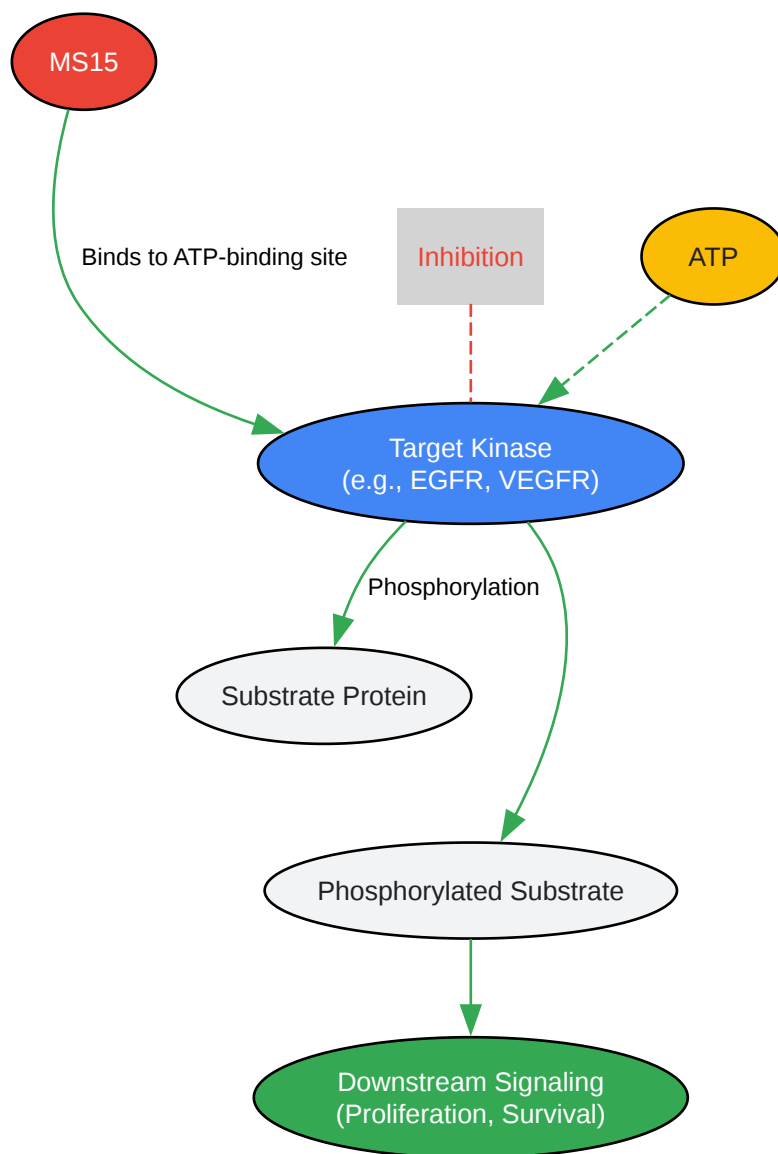 MS15
Binds to ATP-binding site
Inhibition
ATP
Target Kinase
(e.g., EGFR, VEGFR)
Phosphorylation
Substrate Protein
Phosphorylated Substrate
Downstream Signaling
(Proliferation, Survival)